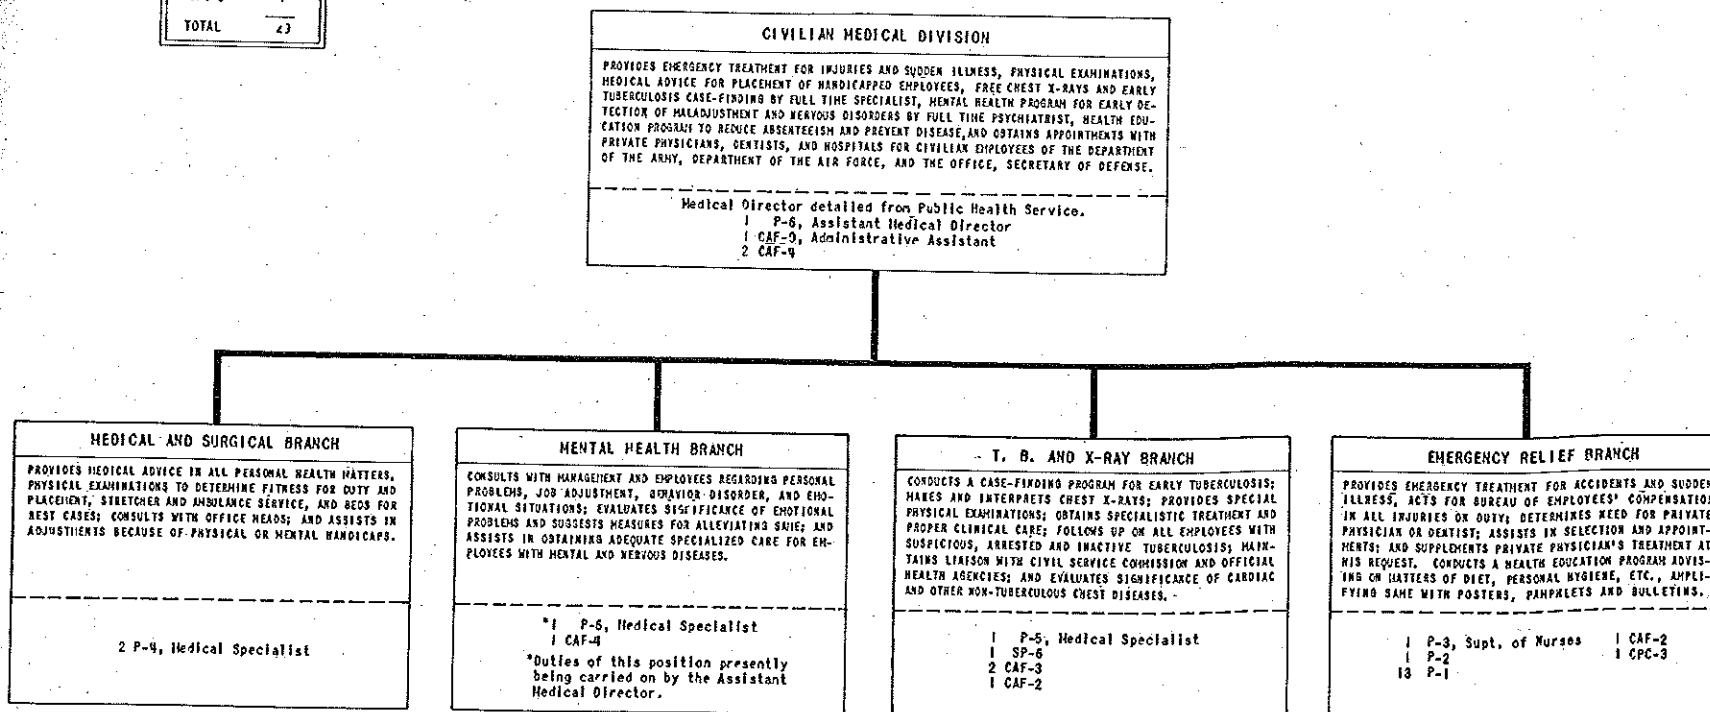 TOTAL 23
CIVILIAN MEDICAL DIVISION
PROVIDES EMERGENCY TREATMENT FOR INJURIES AND SUDDEN ILLNESS, PHYSICAL EXAMINATIONS,
MEDICAL ADVICE FOR PLACEMENT OF HANDICAPPED EMPLOYEES, FREE CHEST X-RAYS AND EARLY
TUBERCULOSIS CASE-FINDING BY FULL TIME SPECIALIST, MENTAL HEALTH PROGRAM FOR EARLY DE-
TECTION OF MALADJUSTMENT AND NERVOUS DISORDERS BY FULL TIME PSYCHIATRIST, HEALTH EDU-
CATION PROGRAM TO REDUCE ABSENTEEISM AND PREVENT DISEASE, AND OBTAINS APPOINTMENTS WITH
PRIVATE PHYSICIANS, DENTISTS, AND HOSPITALS FOR CIVILIAN EMPLOYEES OF THE DEPARTMENT
OF THE ARMY, DEPARTMENT OF THE AIR FORCE, AND THE OFFICE, SECRETARY OF DEFENSE.
Medical Director detailed from Public Health Service.
1 P-6, Assistant Medical Director
1 CAF-9, Administrative Assistant
2 CAF-4
MEDICAL AND SURGICAL BRANCH
PROVIDES MEDICAL ADVICE IN ALL PERSONAL HEALTH MATTERS,
PHYSICAL EXAMINATIONS TO DETERMINE FITNESS FOR DUTY AND
PLACEMENT, STRETCHER AND AMBULANCE SERVICE, AND BEDS FOR
REST CASES; CONSULTS WITH OFFICE HEADS; AND ASSISTS IN
ADJUSTMENTS BECAUSE OF PHYSICAL OR MENTAL HANDICAPS.
2 P-4, Medical Specialist
MENTAL HEALTH BRANCH
CONSULTS WITH MANAGEMENT AND EMPLOYEES REGARDING PERSONAL
PROBLEMS, JOB ADJUSTMENT, BEHAVIOR DISORDER, AND EMO-
TIONAL SITUATIONS; EVALUATES SIGNIFICANCE OF EMOTIONAL
PROBLEMS AND SUGGESTS MEASURES FOR ALLEVIATING SAME; AND
ASSISTS IN OBTAINING ADEQUATE SPECIALIZED CARE FOR EM-
PLOYEES WITH MENTAL AND NERVOUS DISEASES.
*1 P-6, Medical Specialist
1 CAF-4
*Duties of this position presently
being carried on by the Assistant
Medical Director.
T. B. AND X-RAY BRANCH
CONDUCTS A CASE-FINDING PROGRAM FOR EARLY TUBERCULOSIS;
MAKES AND INTERPRETS CHEST X-RAYS; PROVIDES SPECIAL
PHYSICAL EXAMINATIONS; OBTAINS SPECIALISTIC TREATMENT AND
PROPER CLINICAL CARE; FOLLOWS UP ON ALL EMPLOYEES WITH
SUSPICIOUS, ARRESTED AND INACTIVE TUBERCULOSIS; MAIN-
TAINS LIAISON WITH CIVIL SERVICE COMMISSION AND OFFICIAL
HEALTH AGENCIES; AND EVALUATES SIGNIFICANCE OF CARDIAC
AND OTHER NON-TUBERCULOUS CHEST DISEASES.
1 P-5, Medical Specialist
1 SP-6
2 CAF-3
1 CAF-2
EMERGENCY RELIEF BRANCH
PROVIDES EMERGENCY TREATMENT FOR ACCIDENTS AND SUDDEN
ILLNESS, ACTS FOR BUREAU OF EMPLOYEES' COMPENSATION
IN ALL INJURIES ON DUTY; DETERMINES NEED FOR PRIVATE
PHYSICIAN OR DENTIST; ASSISTS IN SELECTION AND APPOINT-
MENTS; AND SUPPLEMENTS PRIVATE PHYSICIAN'S TREATMENT AT
HIS REQUEST. CONDUCTS A HEALTH EDUCATION PROGRAM ADVIS-
ING ON MATTERS OF DIET, PERSONAL HYGIENE, ETC., AMPLI-
FYING SAME WITH POSTERS, PAMPHLETS AND BULLETINS.
1 P-3, Supt. of Nurses 1 CAF-2
1 P-2 1 CPC-3
13 P-1